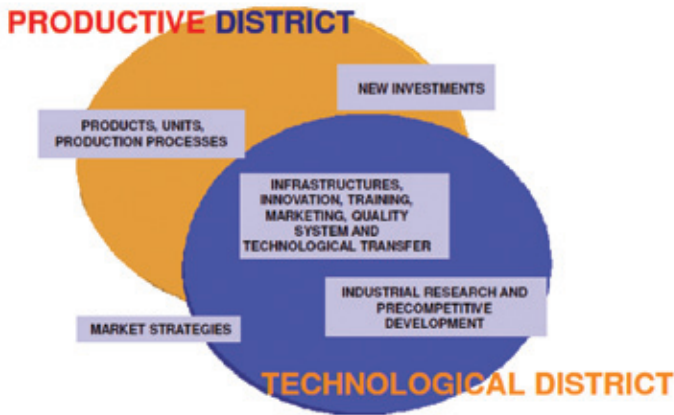 PRODUCTIVE DISTRICT
NEW INVESTMENTS
PRODUCTS, UNITS,
PRODUCTION PROCESSES
INFRASTRUCTURES,
INNOVATION, TRAINING,
MARKETING, QUALITY
SYSTEM AND
TECHNOLOGICAL TRANSFER
INDUSTRIAL RESEARCH AND
PRECOMPETITIVE
DEVELOPMENT
MARKET STRATEGIES
TECHNOLOGICAL DISTRICT